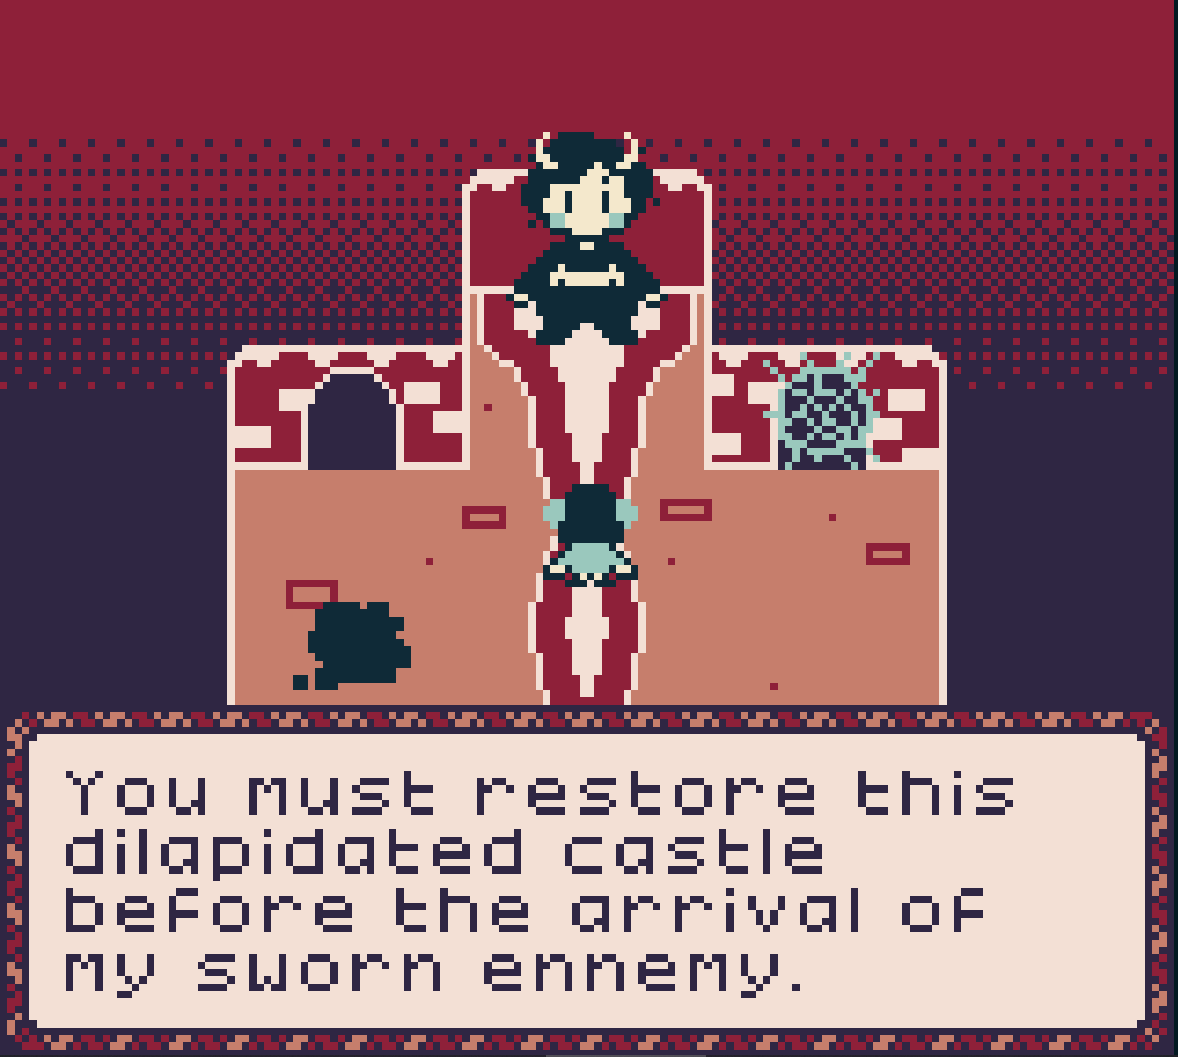 You must restore this
dilapidated castle
before the arrival of
my sworn ennemy.